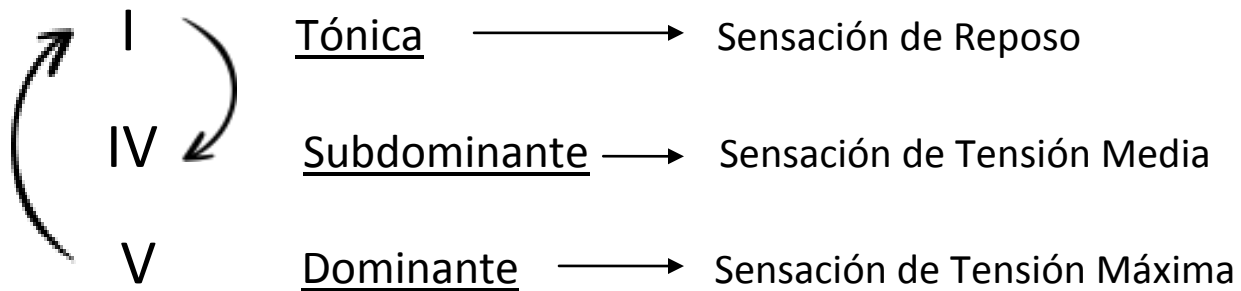 I Tónica Sensación de Reposo
IV Subdominante Sensación de Tensión Media
V Dominante Sensación de Tensión Máxima